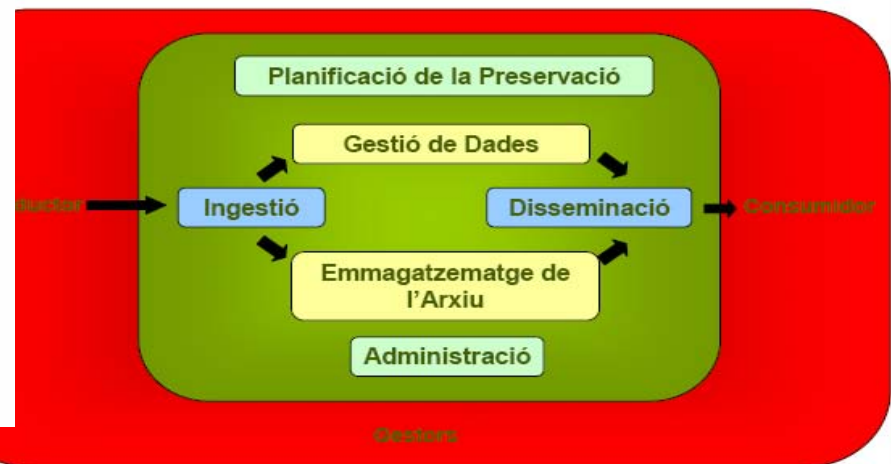 Planificació de la Preservació
Gestió de Dades
Ingestió
Disseminació
Consumidor
Emmagatzematge de
l'Arxiu
Administració
Gestors